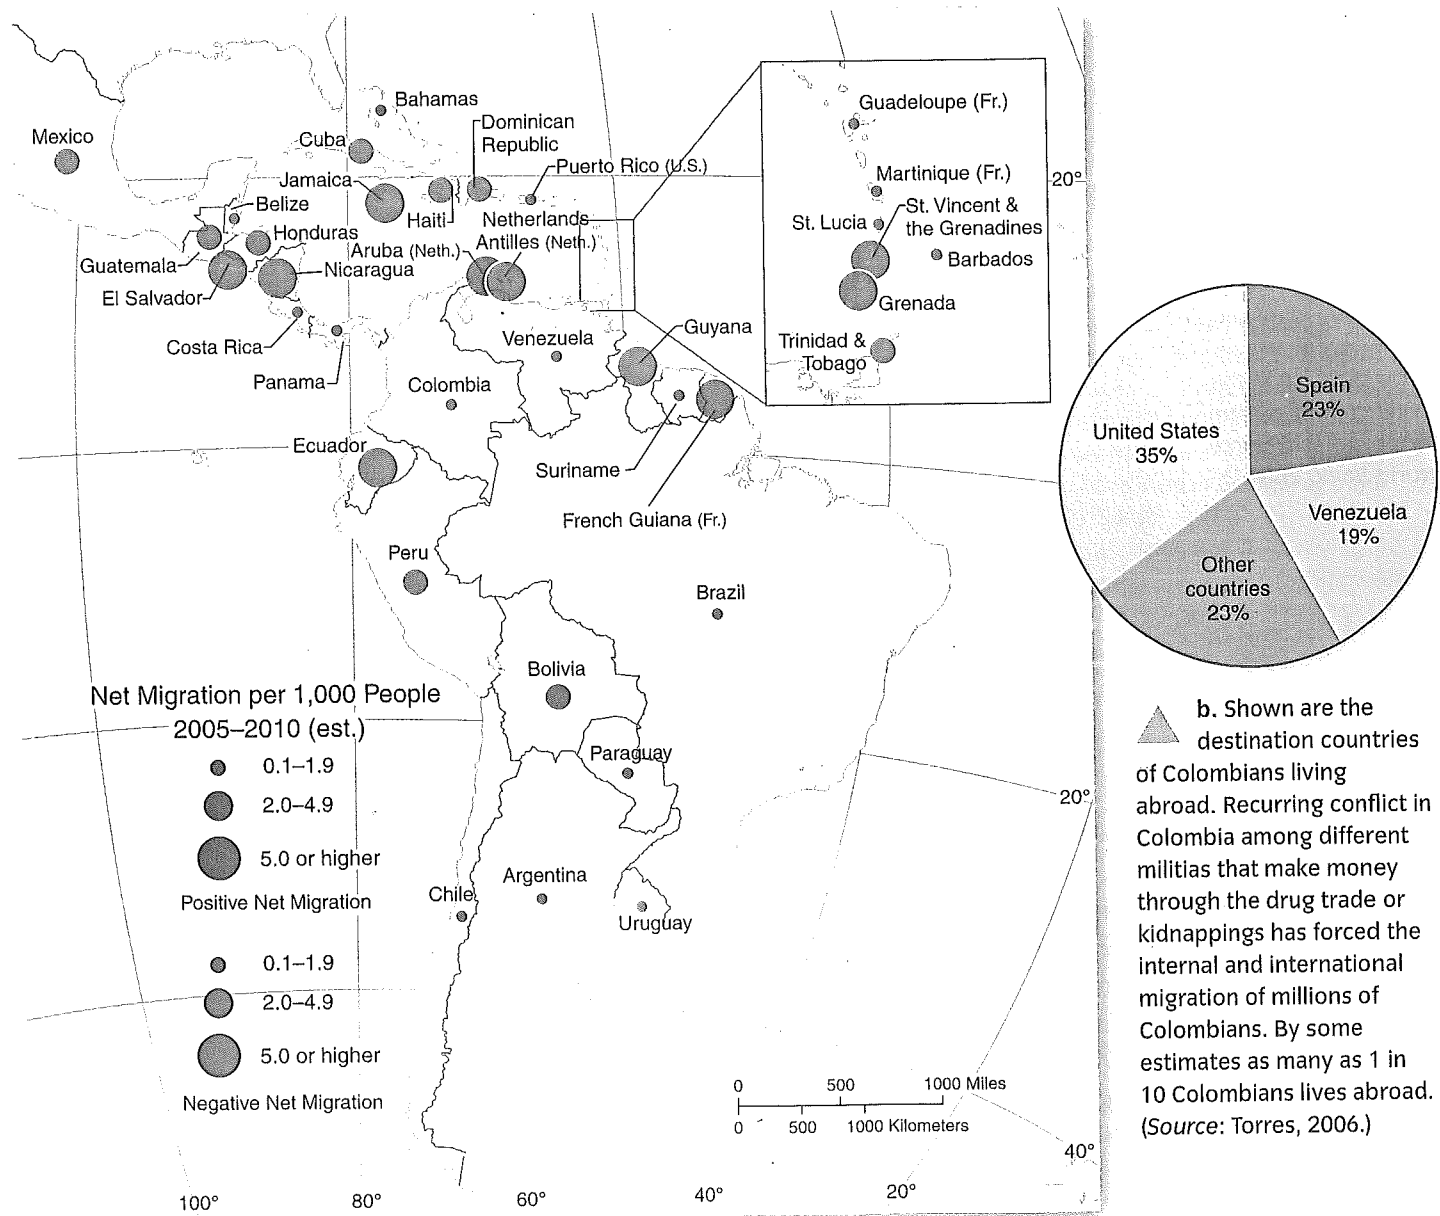 Bahamas
Mexico
Cuba
Dominican
Republic
Puerto Rico (U.S.)
Jamaica
Haiti
Belize
Honduras
Netherlands
Antilles (Neth.)
Aruba (Neth.)
Guatemala
Nicaragua
El Salvador
Costa Rica
Panama
Venezuela
Guyana
Colombia
Ecuador
Suriname
French Guiana (Fr.)
Peru
Brazil
Bolivia
Paraguay
Argentina
Chile
Uruguay
Guadeloupe (Fr.)
Martinique (Fr.)
St. Lucia
St. Vincent &
the Grenadines
Barbados
Grenada
Trinidad &
Tobago
20°
20°
40°
100°
80°
60°
40°
20°
Net Migration per 1,000 People
2005–2010 (est.)
0.1–1.9
2.0–4.9
5.0 or higher
Positive Net Migration
0.1–1.9
2.0–4.9
5.0 or higher
Negative Net Migration
0 500 1000 Miles
0 500 1000 Kilometers
Spain
23%
United States
35%
Venezuela
19%
Other
countries
23%
b. Shown are the
destination countries
of Colombians living
abroad. Recurring conflict in
Colombia among different
militias that make money
through the drug trade or
kidnappings has forced the
internal and international
migration of millions of
Colombians. By some
estimates as many as 1 in
10 Colombians lives abroad.
(Source: Torres, 2006.)